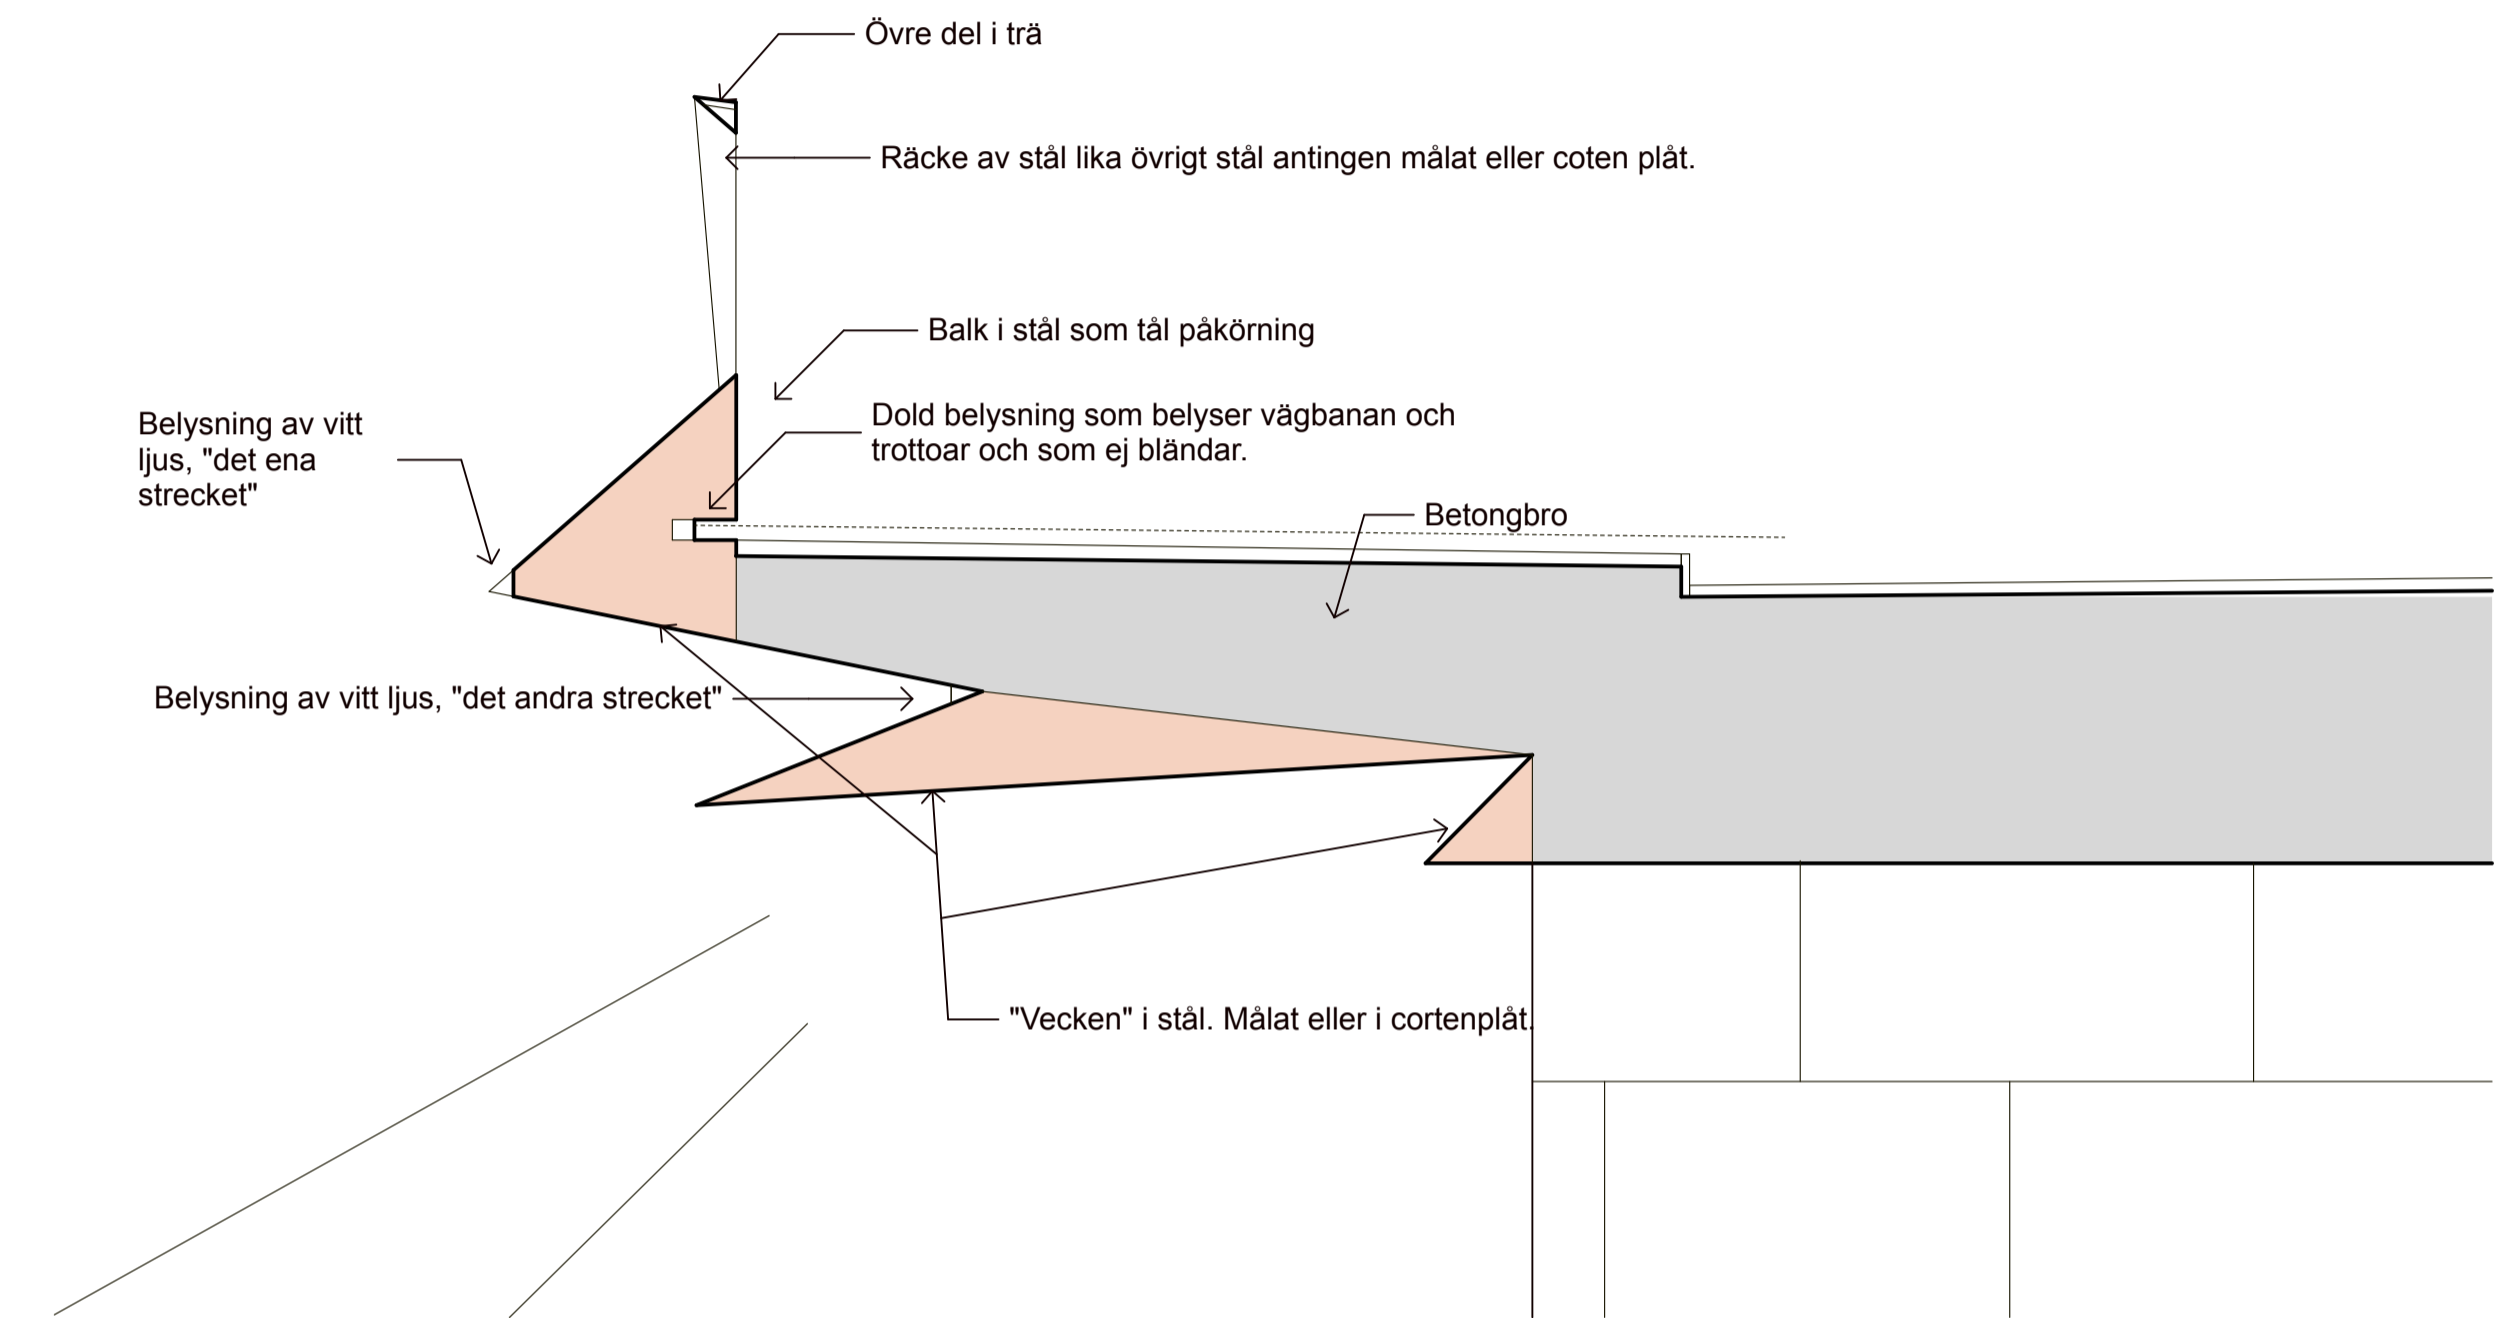 Övre del i trä
Räcke av stål lika övrigt stål antingen målat eller coten plåt.
Balk i stål som tål påkörning
Belysning av vitt
ljus, "det ena
strecket"
Dold belysning som belyser vägbanan och
trottoar och som ej bländar.
Betongbro
Belysning av vitt ljus, "det andra strecket"
"Vecken" i stål. Målat eller i cortenplåt.